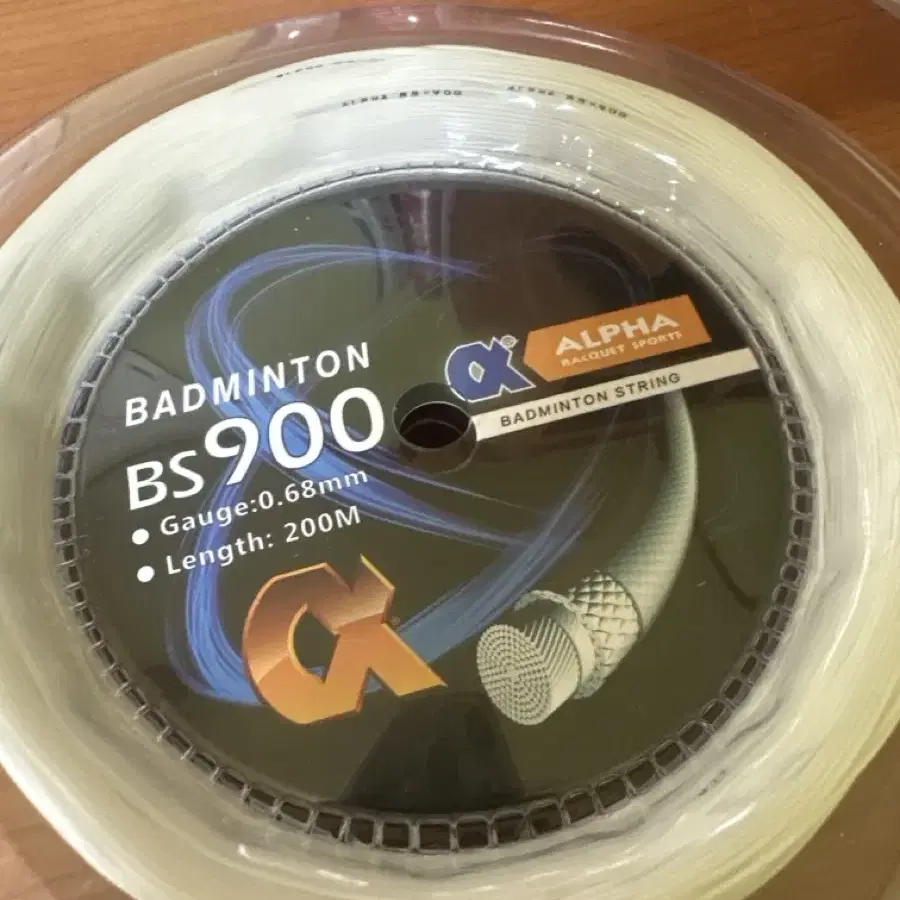 BADMINTON
BS900
● Gauge:0.68mm
● Length: 200M
α®
ALPHA
RACQUET SPORTS
BADMINTON STRING
α®